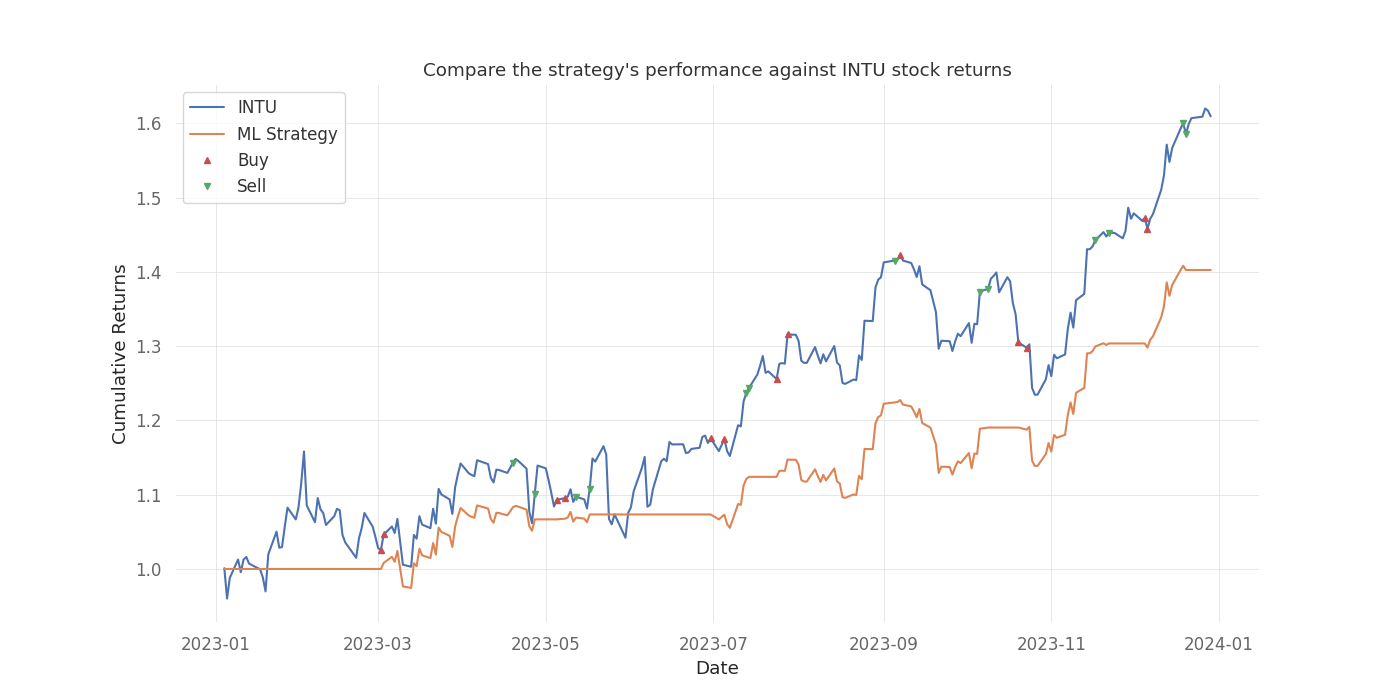 Compare the strategy's performance against INTU stock returns
INTU
ML Strategy
Buy
Sell
Cumulative Returns
1.6
1.5
1.4
1.3
1.2
1.1
1.0
2023-01 2023-03 2023-05 2023-07 2023-09 2023-11 2024-01
Date